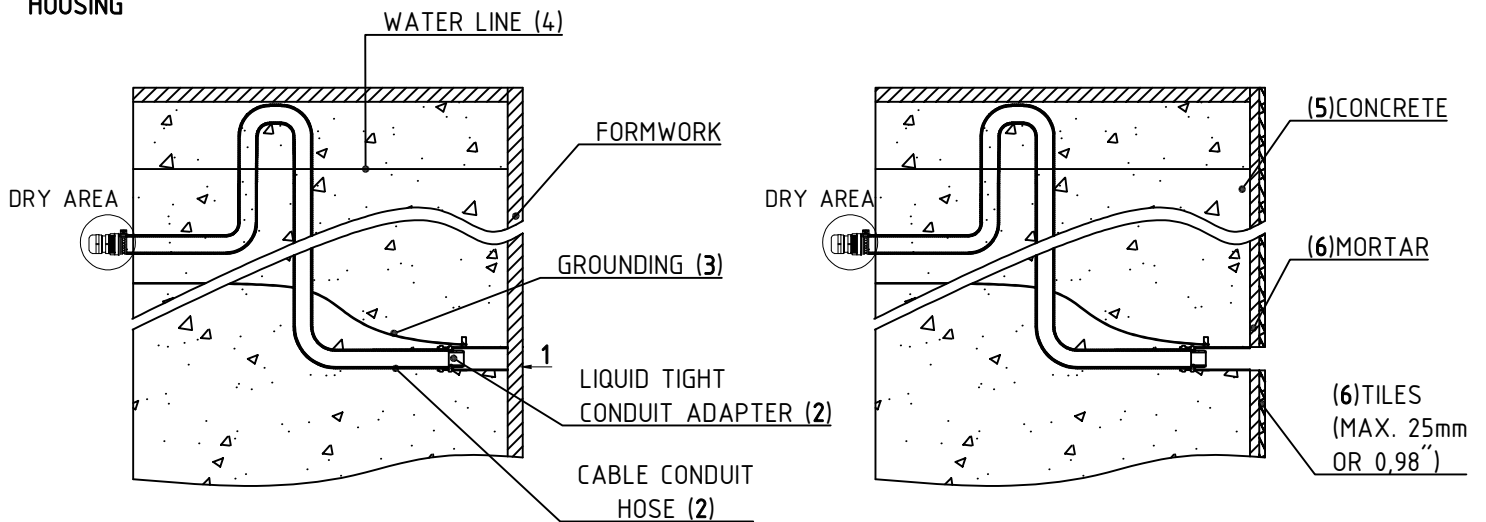 HOUSING
WATER LINE (4)
FORMWORK
DRY AREA
GROUNDING (3)
1
LIQUID TIGHT
CONDUIT ADAPTER (2)
CABLE CONDUIT
HOSE (2)
(5)CONCRETE
DRY AREA
(6)MORTAR
(6)TILES
(MAX. 25mm
OR 0,98˝)